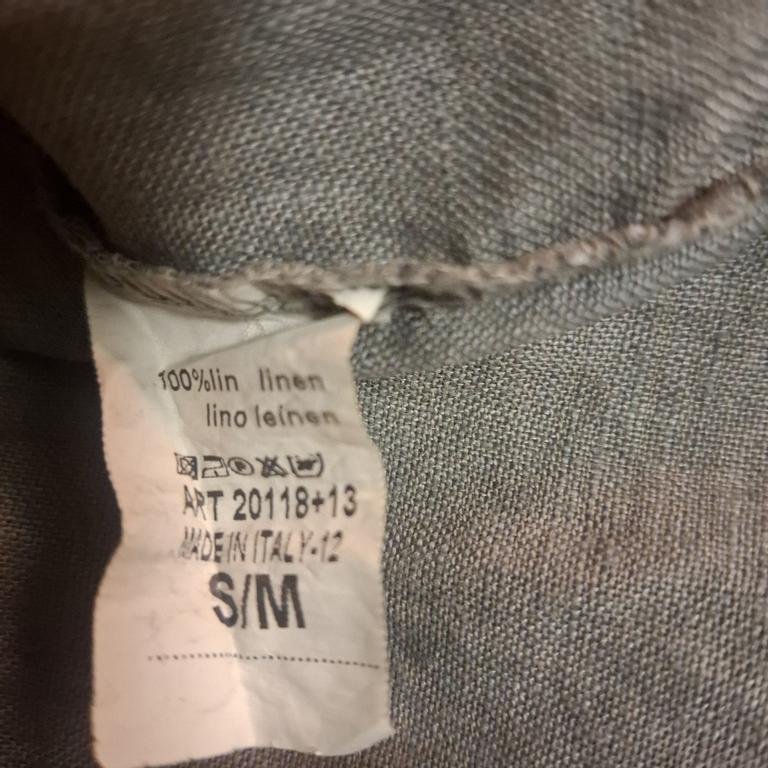 100%lin linen
lino leinen
ART 20118+13
MADE IN ITALY-12
S/M